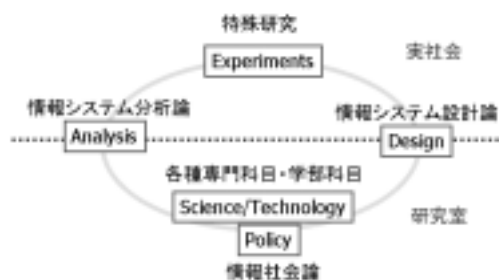 特殊研究
Experiments
実社会
情報システム分析論
情報システム設計論
Analysis
Design
各種専門科目・学部科目
Science/Technology
研究室
Policy
情報社会論